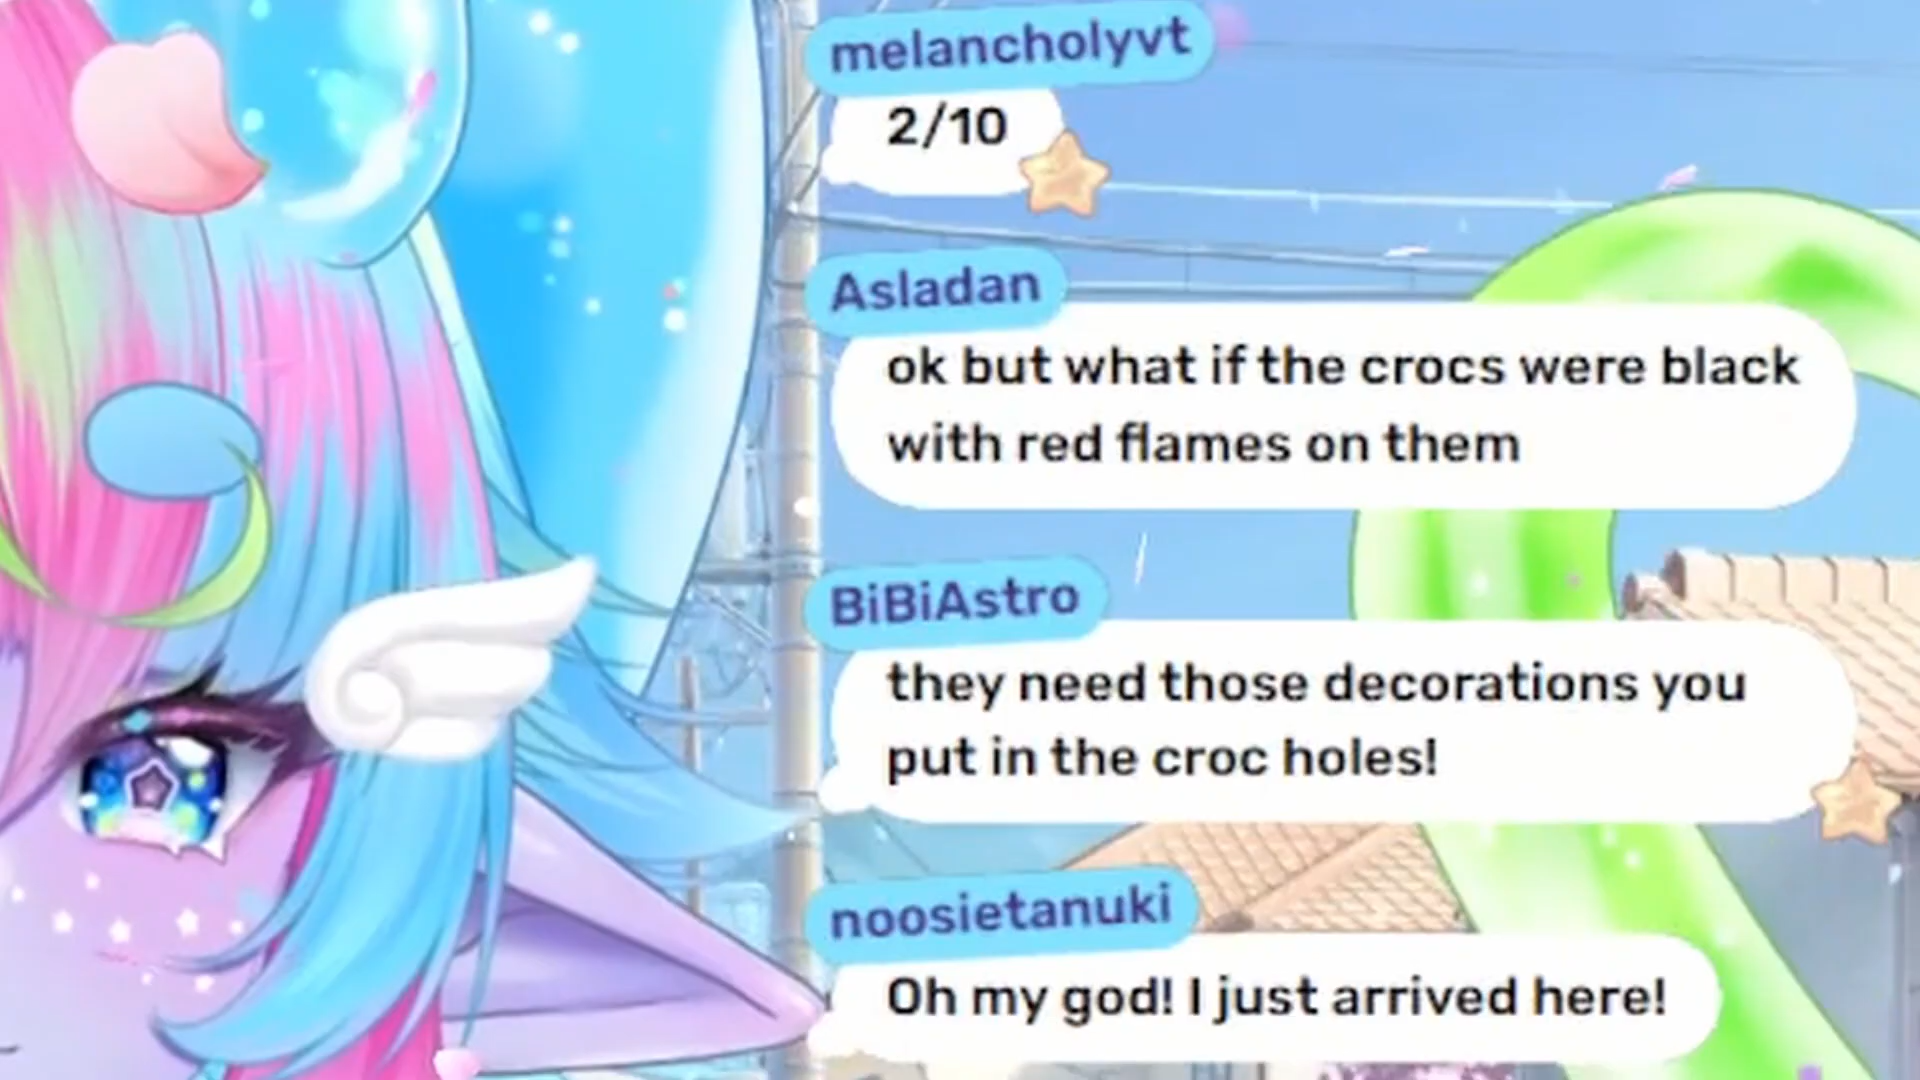 melancholyvt
2/10
Asladan
ok but what if the crocs were black
with red flames on them
BiBiAstro
they need those decorations you
put in the croc holes!
noosietanuki
Oh my god! I just arrived here!